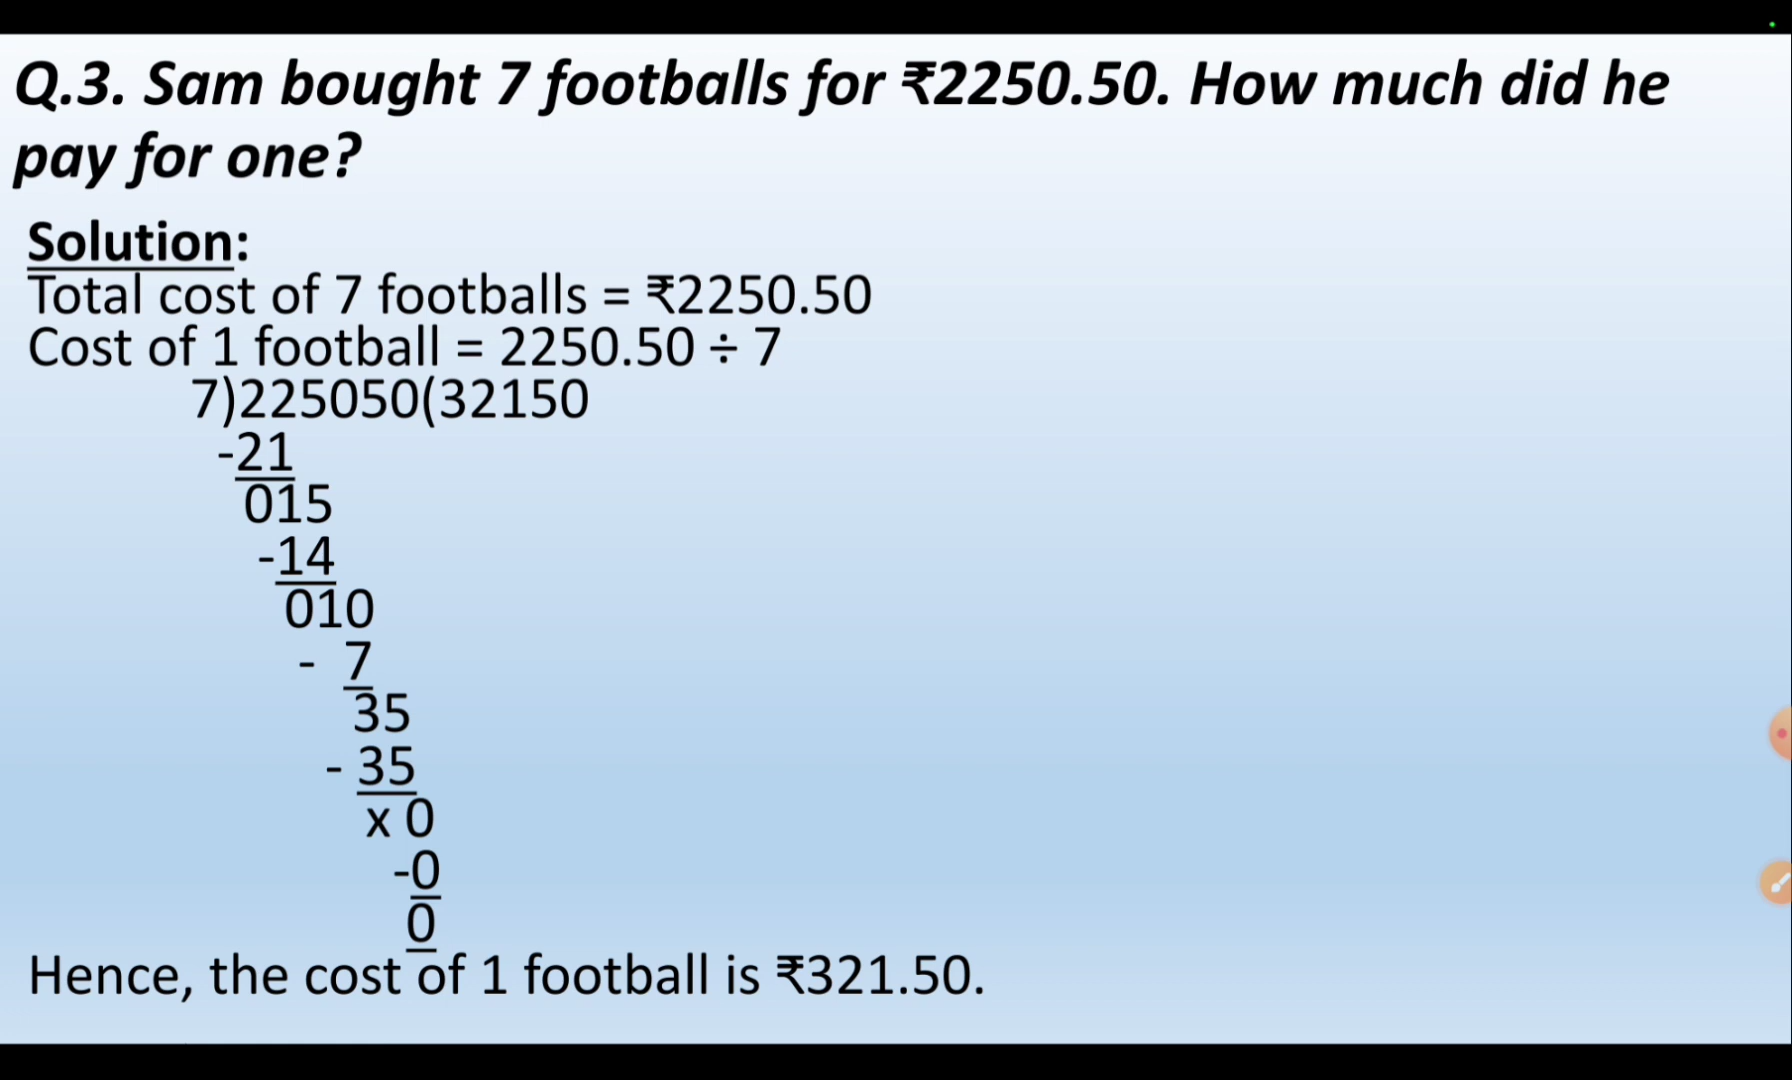 Q.3. Sam bought 7 footballs for ₹2250.50. How much did he
pay for one?
Solution:
Total cost of 7 footballs = ₹2250.50
Cost of 1 football = 2250.50 ÷ 7
7)225050(32150
-21
015
-14
010
- 7
35
- 35
x 0
-0
0
Hence, the cost of 1 football is ₹321.50.